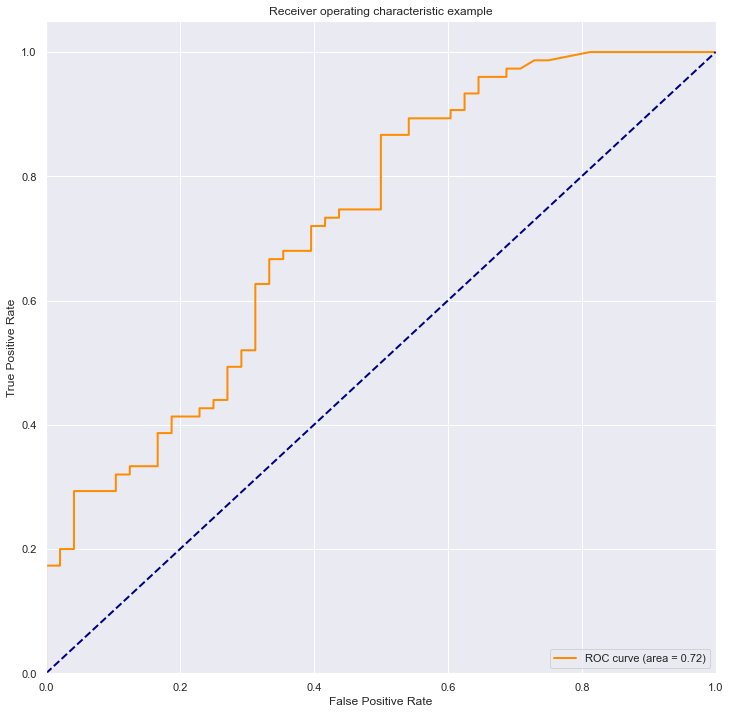 Receiver operating characteristic example
True Positive Rate
1.0
0.8
0.6
0.4
0.2
0.0
ROC curve (area = 0.72)
0.0 0.2 0.4 0.6 0.8 1.0
False Positive Rate